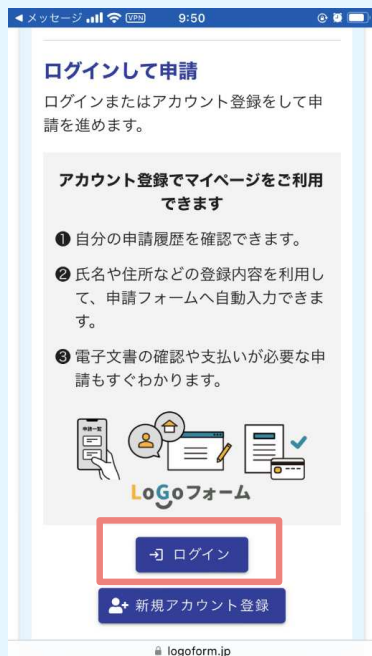 ◀ メッセージ VPN 9:50
ログインして申請
ログインまたはアカウント登録をして申
請を進めます。
アカウント登録でマイページをご利用
できます
❶ 自分の申請履歴を確認できます。
❷ 氏名や住所などの登録内容を利用し
て、申請フォームへ自動入力できま
す。
❸ 電子文書の確認や支払いが必要な申
請もすぐわかります。
申請一覧
LoGoフォーム
ログイン
新規アカウント登録
logoform.jp